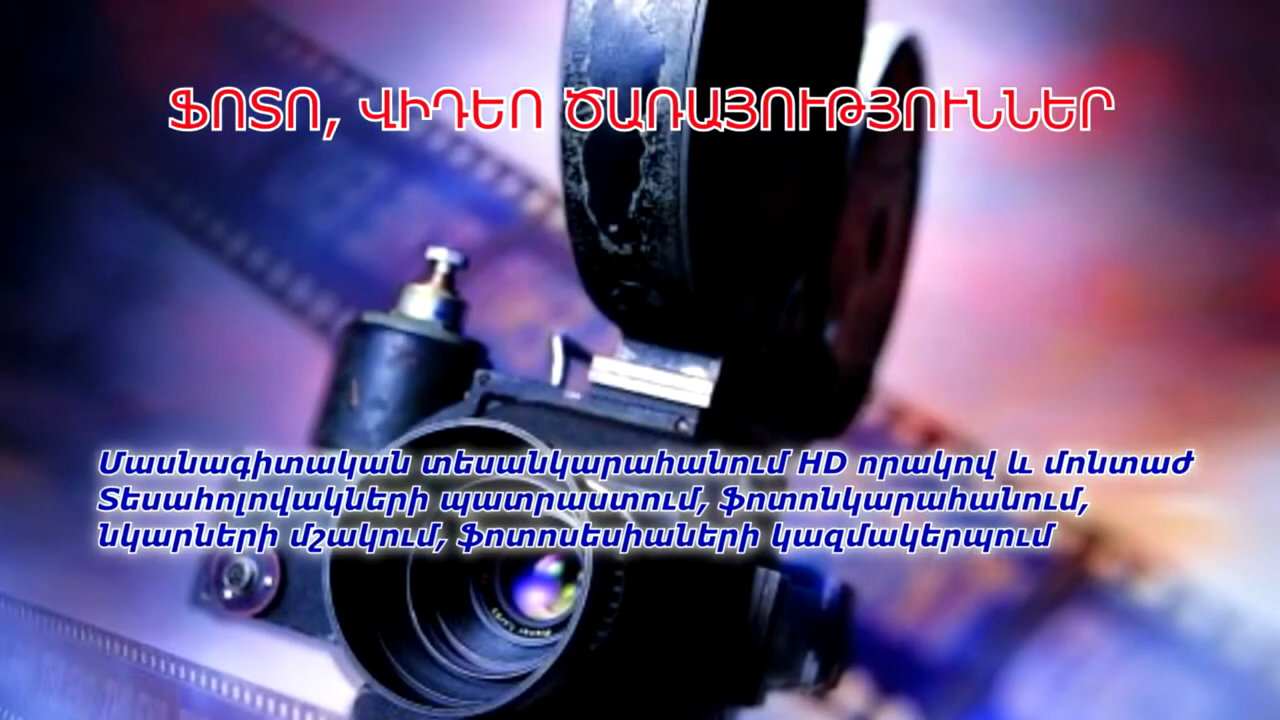 ՖՈՏՈ, ՎԻԴԵՈ ԾԱՌԱՅՈՒԹՅՈՒՆՆԵՐ
Մասնագիտական տեսանկարահանում HD որակով և մոնտաժ
Տեսահոլովակների պատրաստում, ֆոտոնկարահանում,
նկարների մշակում, ֆոտոսեսիաների կազմակերպում